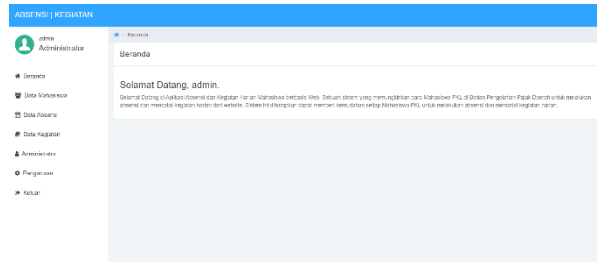 ABSENSI | KEGIATAN
admin
Administrator
Beranda
Data Mahasiswa
Data Absensi
Data Kegiatan
Administrator
Pengaturan
Keluar
/ Beranda
Beranda
Selamat Datang, admin.
Selamat Datang di Aplikasi Absensi dan Kegiatan Harian Mahasiswa berbasis Web. Sebuah sistem yang memungkinkan para Mahasiswa PKL di Badan Pengolahan Pajak Daerah untuk melakukan
absensi dan mencatat kegiatan harian dari website. Sistem ini diharapkan dapat memberi kemudahan setiap Mahasiswa PKL untuk melakukan absensi dan mencatat kegiatan harian.